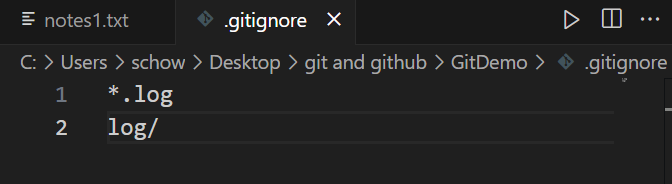 notes1.txt .gitignore
C: > Users > schow > Desktop > git and github > GitDemo > .gitignore
1 *.log
2 log/